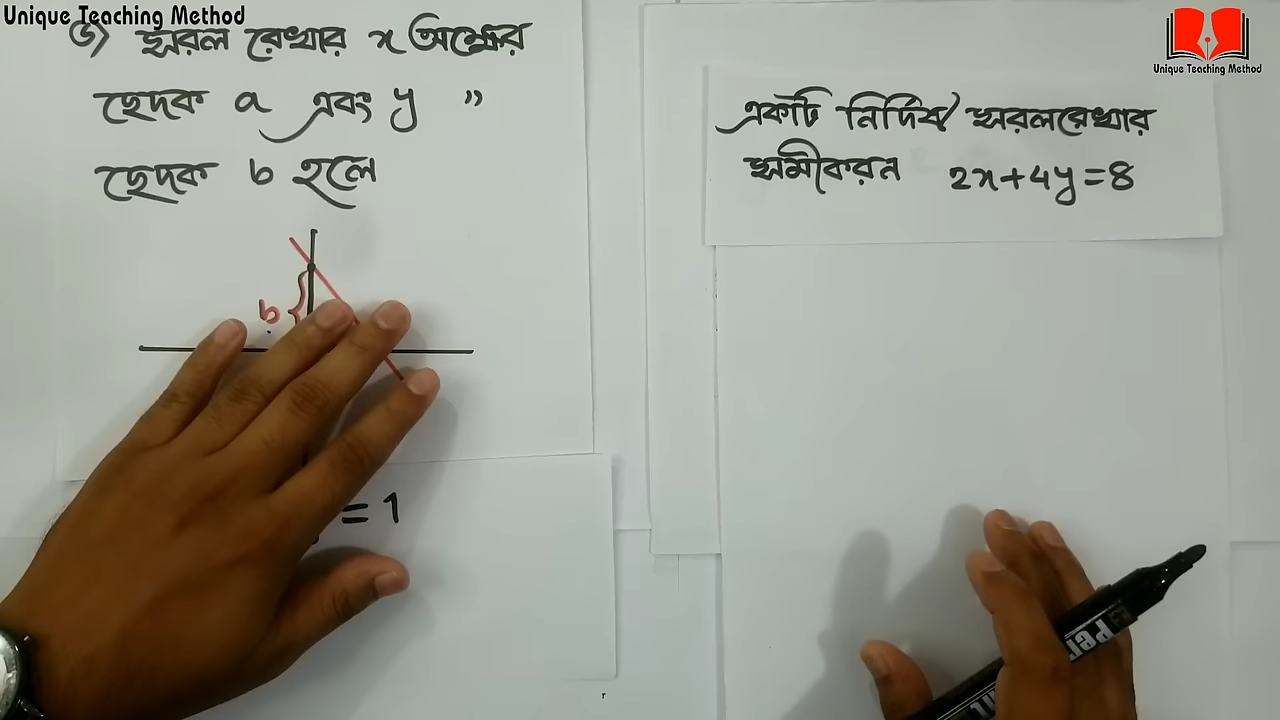 Unique Teaching Method
৩) সরল রেখার x অক্ষের
ছেদক a এবং y "
ছেদক b হলে
b
= 1
Unique Teaching Method
একটি নির্দিষ্ট সরলরেখার
সমীকরন 2x+4y=8